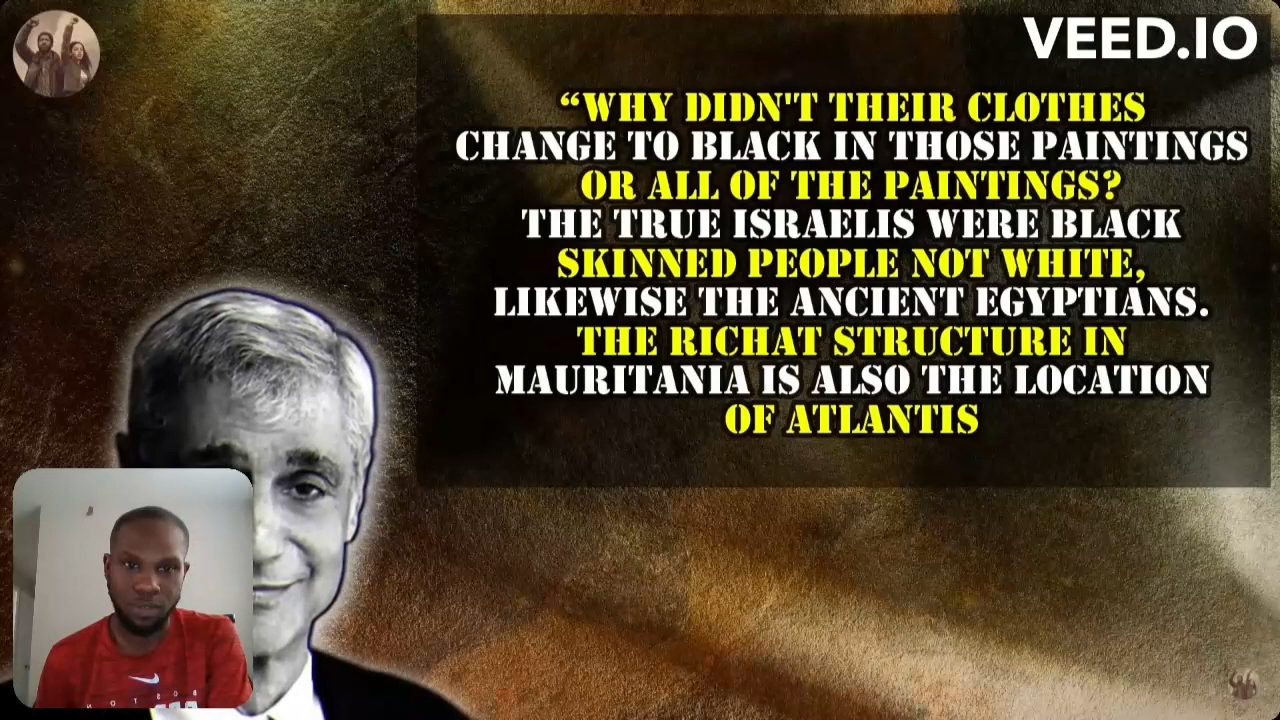 VEED.IO
“WHY DIDN'T THEIR CLOTHES
CHANGE TO BLACK IN THOSE PAINTINGS
OR ALL OF THE PAINTINGS?
THE TRUE ISRAELIS WERE BLACK
SKINNED PEOPLE NOT WHITE,
LIKEWISE THE ANCIENT EGYPTIANS.
THE RICHAT STRUCTURE IN
MAURITANIA IS ALSO THE LOCATION
OF ATLANTIS